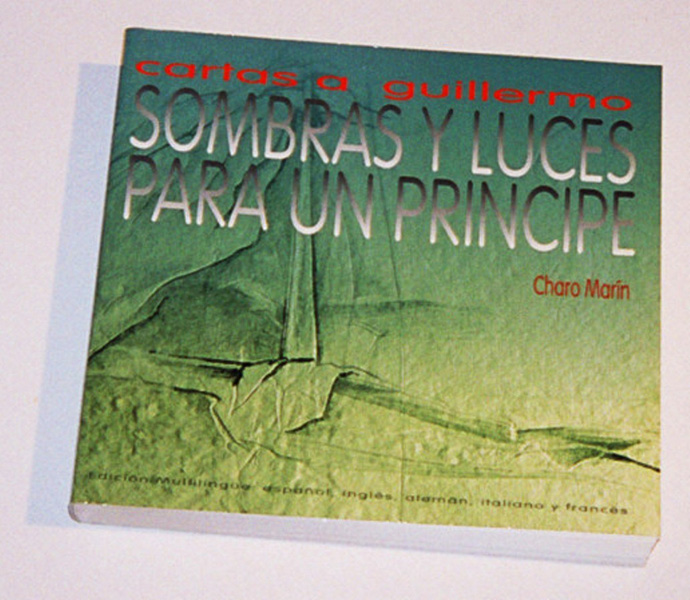 cartas a guillermo
SOMBRAS Y LUCES
PARA UN PRINCIPE
Charo Marín
Edición Multilingüe: español, inglés, alemán, italiano y francés